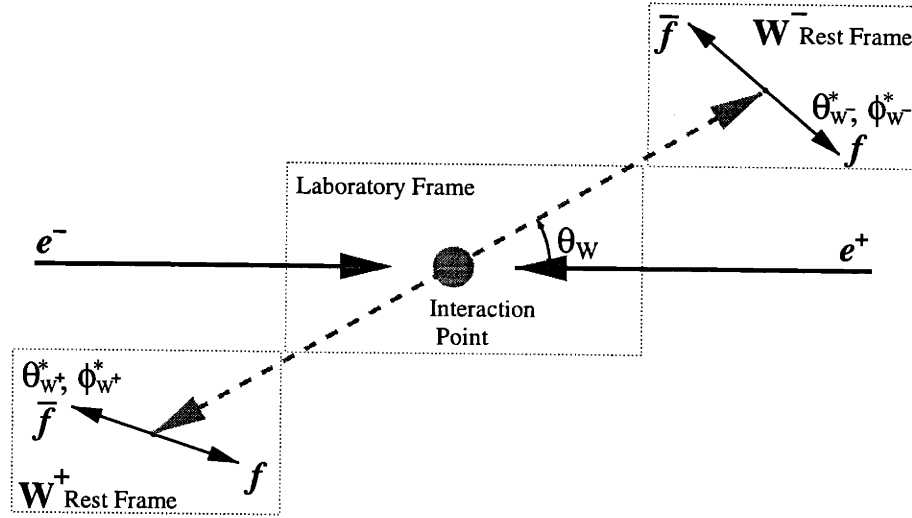 f̅ W⁻ Rest Frame
θ*W⁻, ϕ*W⁻
f
Laboratory Frame
e⁻
θW
e⁺
Interaction
Point
θ*W⁺, ϕ*W⁺
f̅
f
W⁺ Rest Frame